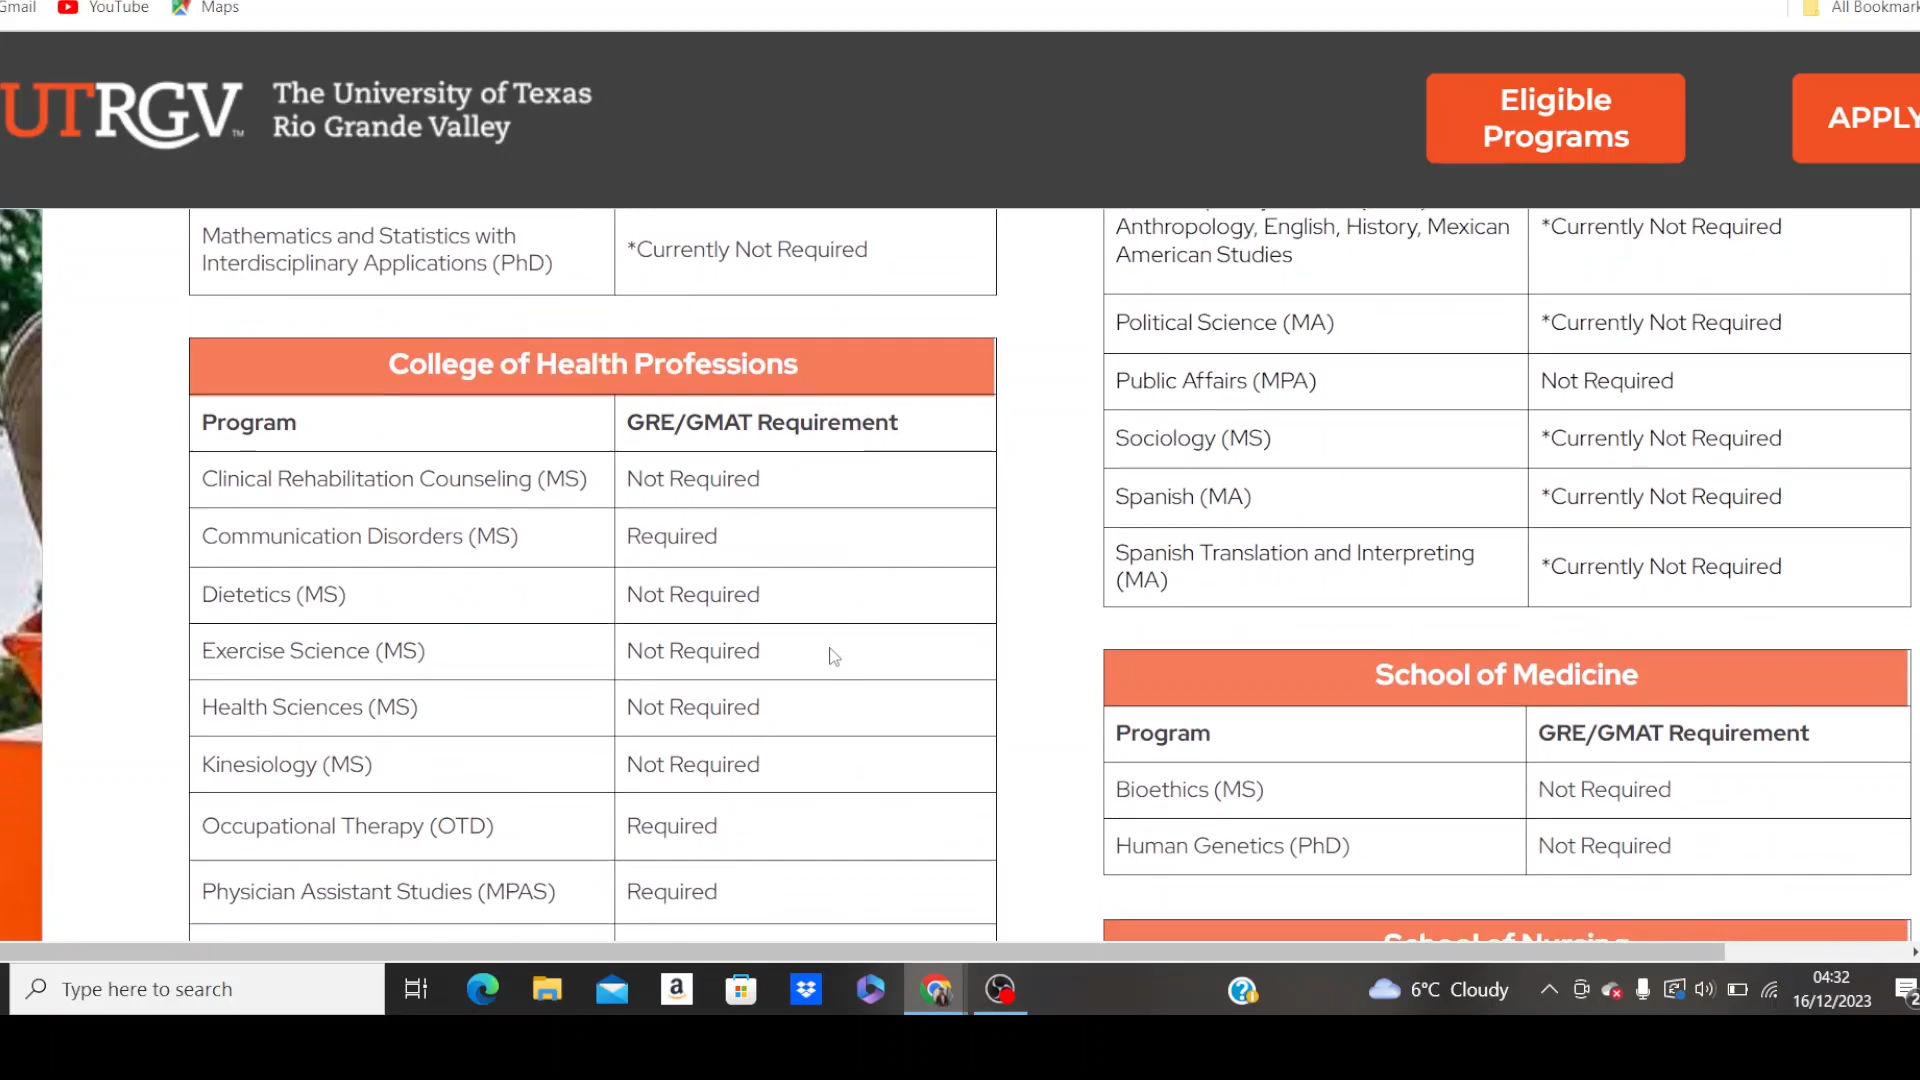 Gmail
YouTube
Maps
All Bookmark
UTRGV
The University of Texas
Rio Grande Valley
Eligible
Programs
APPLY
Mathematics and Statistics with
Interdisciplinary Applications (PhD)
*Currently Not Required
College of Health Professions
Program
GRE/GMAT Requirement
Clinical Rehabilitation Counseling (MS)
Not Required
Communication Disorders (MS)
Required
Dietetics (MS)
Not Required
Exercise Science (MS)
Not Required
Health Sciences (MS)
Not Required
Kinesiology (MS)
Not Required
Occupational Therapy (OTD)
Required
Physician Assistant Studies (MPAS)
Required
Anthropology, English, History, Mexican
American Studies
*Currently Not Required
Political Science (MA)
*Currently Not Required
Public Affairs (MPA)
Not Required
Sociology (MS)
*Currently Not Required
Spanish (MA)
*Currently Not Required
Spanish Translation and Interpreting
(MA)
*Currently Not Required
School of Medicine
Program
GRE/GMAT Requirement
Bioethics (MS)
Not Required
Human Genetics (PhD)
Not Required
School of Nursing
Type here to search
6°C Cloudy
04:32
16/12/2023
2